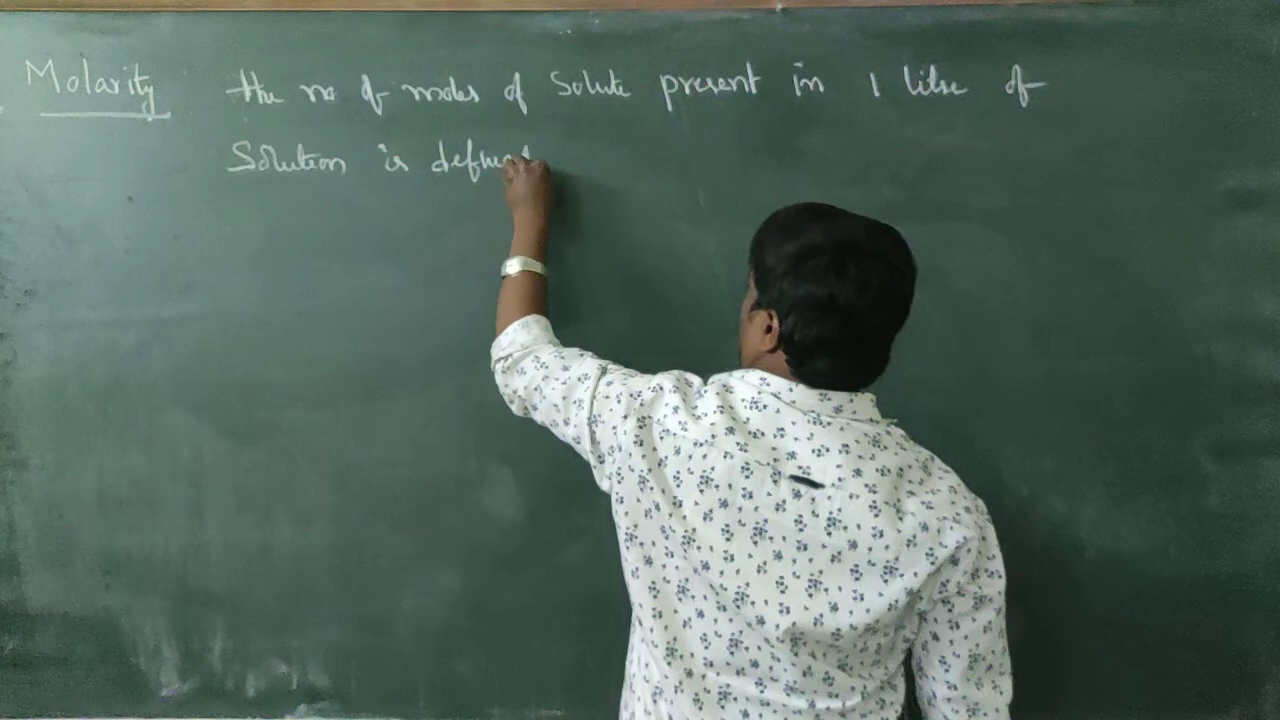 Molarity the no of moles of Solute present in 1 litre of
Solution is defined